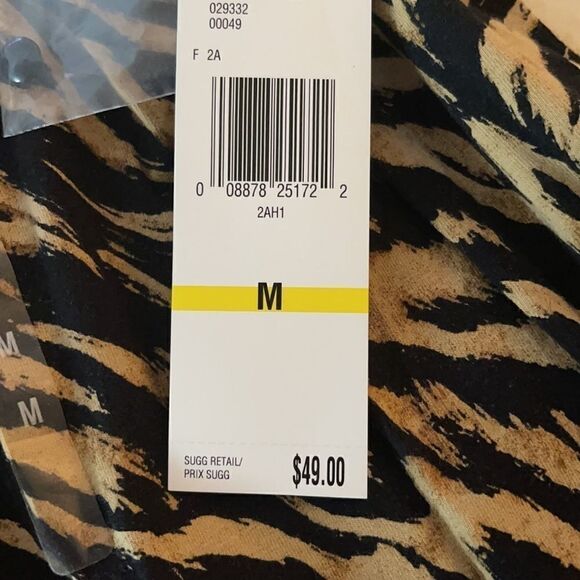 029332
00049
F 2A
0 08878 25172 2
2AH1
M
M
M
SUGG RETAIL/
PRIX SUGG
$49.00